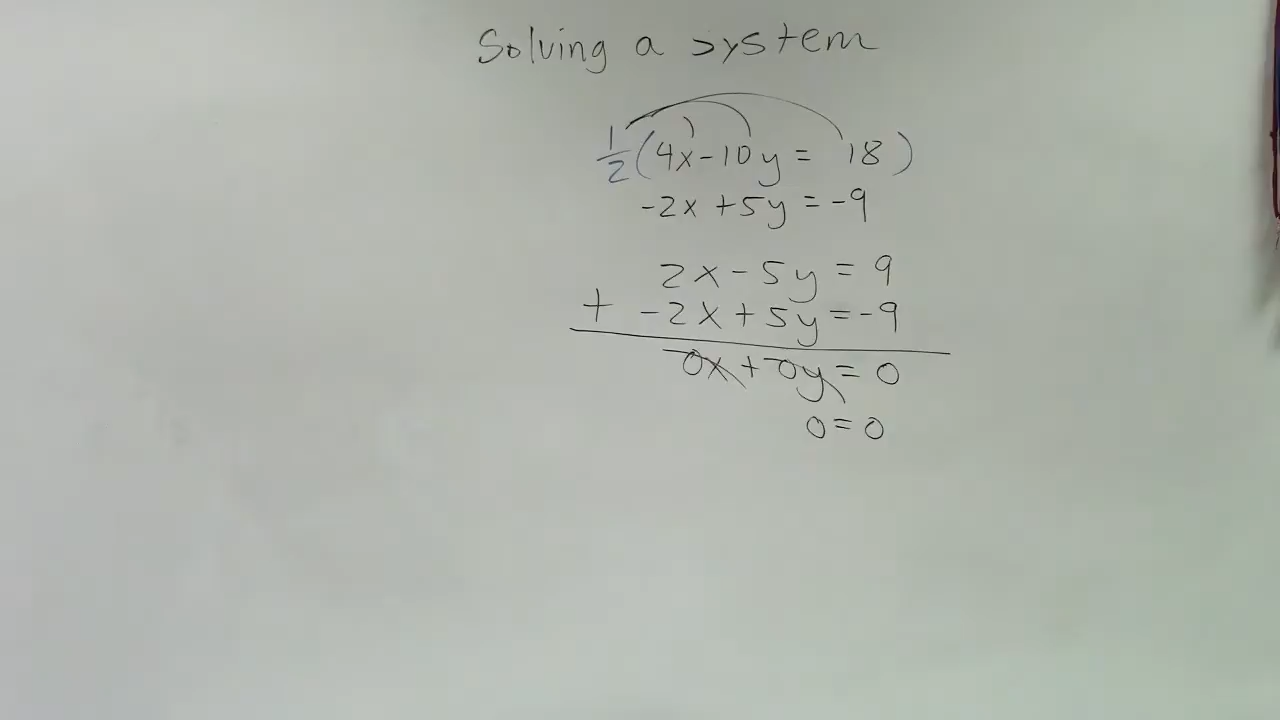 Solving a system
1/2(4x-10y = 18)
-2x+5y=-9
2x-5y=9
+ -2x+5y=-9
0x+0y=0
0=0